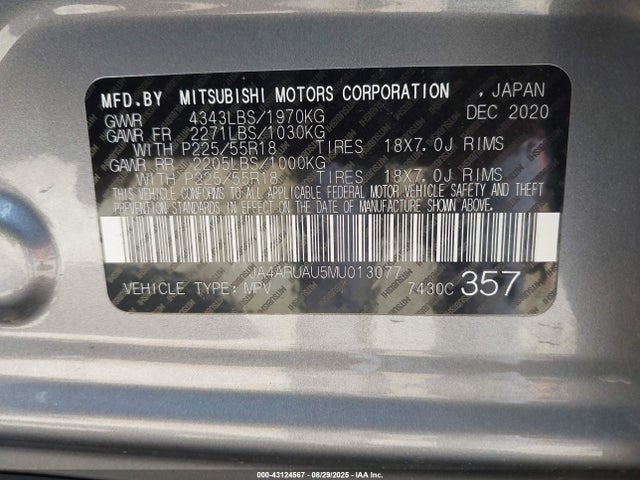 MFD.BY MITSUBISHI MOTORS CORPORATION , JAPAN
GVWR 4343LBS/1970KG DEC 2020
GAWR FR 2271LBS/1030KG
WITH P225/55R18 TIRES 18X7.0J RIMS
GAWR RR 2205LBS/1000KG
WITH P225/55R18 TIRES 18X7.0J RIMS
THIS VEHICLE CONFORMS TO ALL APPLICABLE FEDERAL MOTOR VEHICLE SAFETY AND THEFT
PREVENTION STANDARDS IN EFFECT ON THE DATE OF MANUFACTURE SHOWN ABOVE.
JA4ARUAU5MU013077
VEHICLE TYPE: MPV 7430C 357
000-43124567 - 08/29/2025 - IAA Inc.